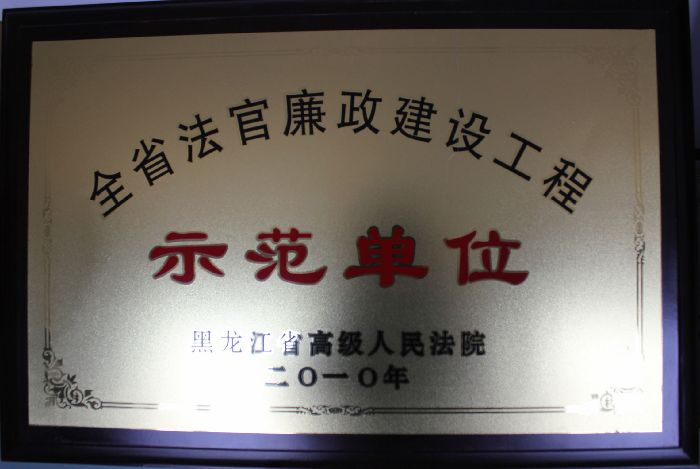 全省法官廉政建设工程
示范单位
黑龙江省高级人民法院
二〇一〇年